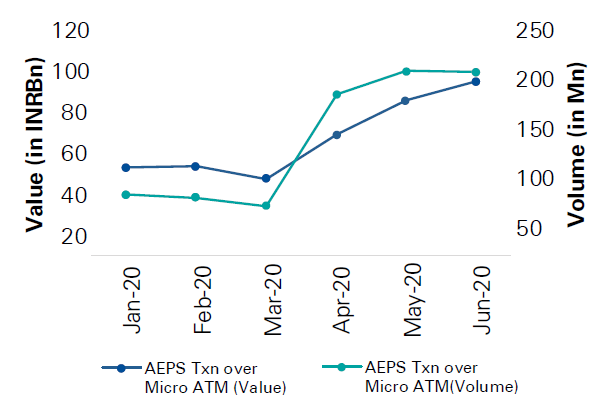 120
100
80
60
40
20
Value (in INRBn)
250
200
150
100
50
Volume (in Mn)
Jan-20
Feb-20
Mar-20
Apr-20
May-20
Jun-20
AEPS Txn over
Micro ATM (Value)
AEPS Txn over
Micro ATM(Volume)